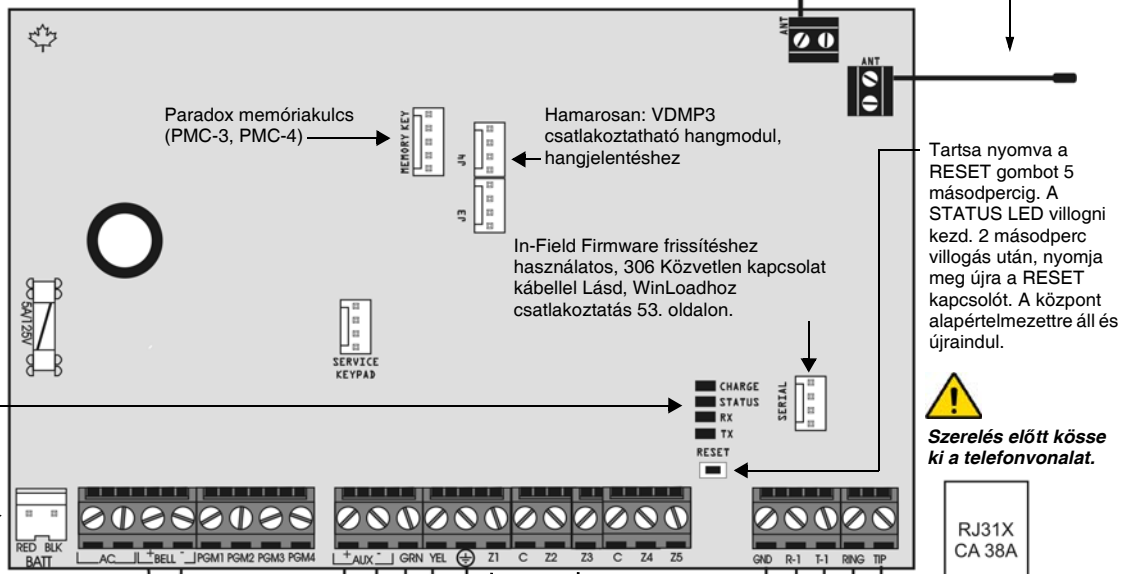 ANT
ANT
Paradox memóriakulcs
(PMC-3, PMC-4)
MEMORY KEY
J4
J3
Hamarosan: VDMP3
csatlakoztatható hangmodul,
hangjelentéshez
Tartsa nyomva a
RESET gombot 5
másodpercig. A
STATUS LED villogni
kezd. 2 másodperc
villogás után, nyomja
meg újra a RESET
kapcsolót. A központ
alapértelmezettre áll és
újraindul.
In-Field Firmware frissítéshez
használatos, 306 Közvetlen kapcsolat
kábellel Lásd, WinLoadhoz
csatlakoztatás 53. oldalon.
5A/125V
SERVICE
KEYPAD
CHARGE
STATUS
RX
TX
RESET
SERIAL
Szerelés előtt kösse
ki a telefonvonalat.
RJ31X
CA 38A
RED BLK
BATT
AC + BELL - PGM1 PGM2 PGM3 PGM4
+ AUX - GRN YEL Z1 C Z2 Z3 C Z4 Z5
GND R-1 T-1 RING TIP